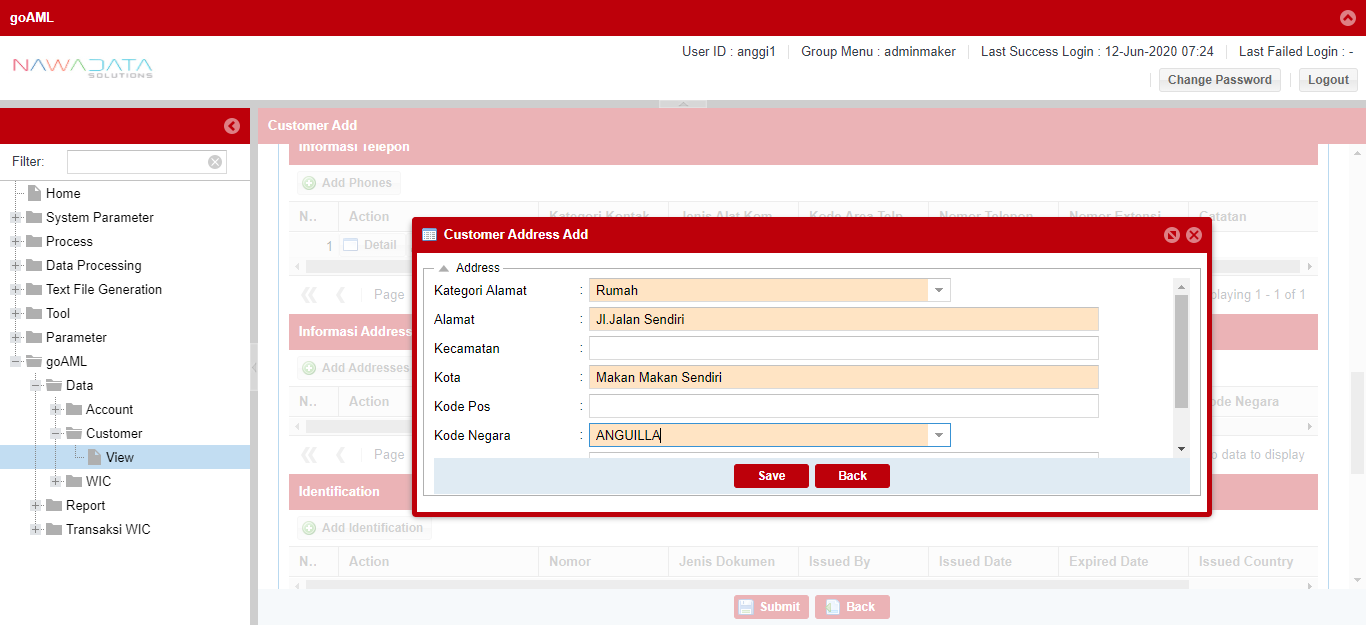 goAML
NAWADATA
SOLUTIONS
User ID : anggi1
Group Menu : adminmaker
Last Success Login : 12-Jun-2020 07:24
Last Failed Login : -
Change Password
Logout
Filter:
Home
System Parameter
Process
Data Processing
Text File Generation
Tool
Parameter
goAML
Data
Account
Customer
View
WIC
Report
Transaksi WIC
Customer Add
Informasi Telepon
Add Phones
N.. Action Kategori Kontak Jenis Alat Kom Kode Area Telp Nomor Telepon Nomor Extensi Catatan
1 Detail
Page
playing 1 - 1 of 1
Informasi Address
Add Addresses
N.. Action
ode Negara
Page
o data to display
Customer Address Add
Address
Kategori Alamat : Rumah
Alamat : Jl.Jalan Sendiri
Kecamatan :
Kota : Makan Makan Sendiri
Kode Pos :
Kode Negara : ANGUILLA
Save Back
Identification
Add Identification
N.. Action Nomor Jenis Dokumen Issued By Issued Date Expired Date Issued Country
Submit Back